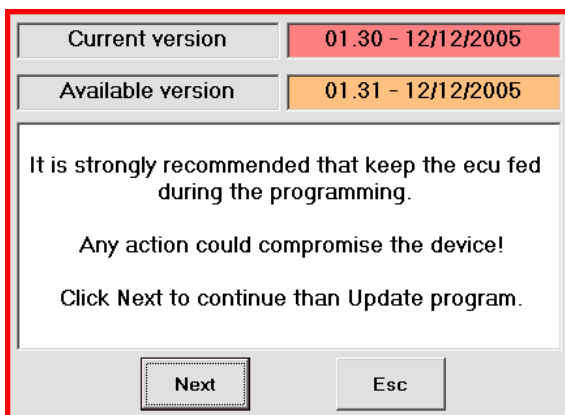 Current version 01.30 - 12/12/2005
Available version 01.31 - 12/12/2005
It is strongly recommended that keep the ecu fed
during the programming.
Any action could compromise the device!
Click Next to continue than Update program.
Next Esc